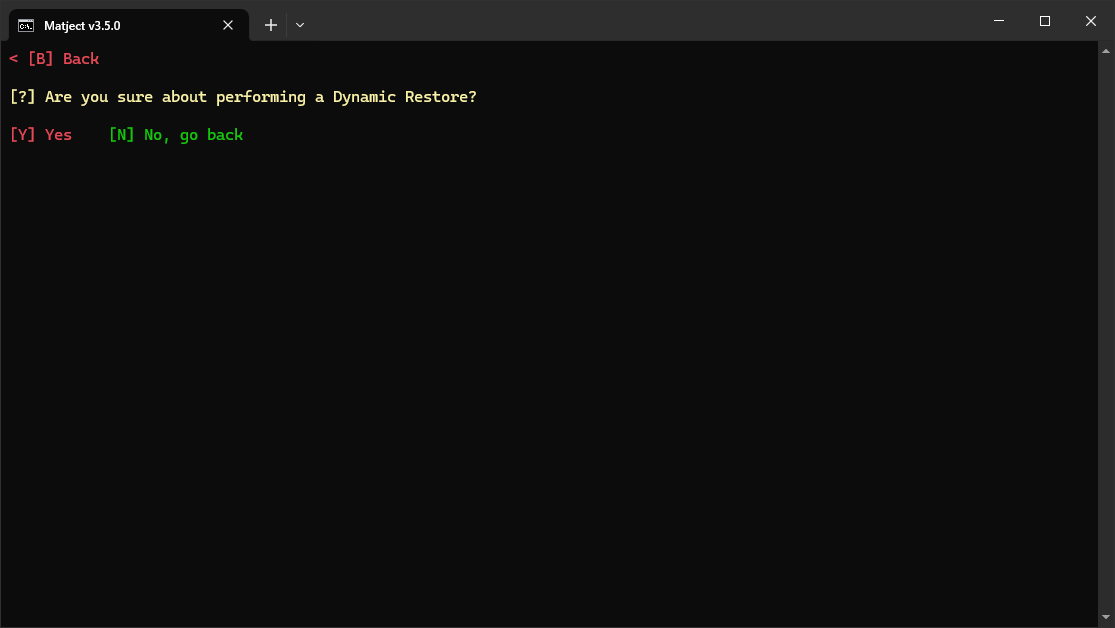 Matject v3.5.0
< [B] Back
[?] Are you sure about performing a Dynamic Restore?
[Y] Yes    [N] No, go back